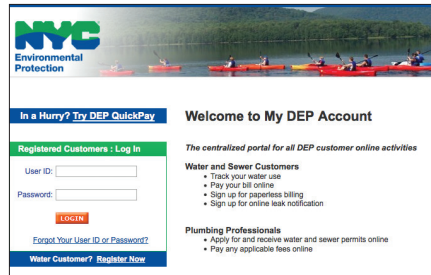 NYC
Environmental
Protection
In a Hurry? Try DEP QuickPay
Registered Customers : Log In
User ID:
Password:
LOGIN
Forgot Your User ID or Password?
Water Customer? Register Now
Welcome to My DEP Account
The centralized portal for all DEP customer online activities
Water and Sewer Customers
• Track your water use
• Pay your bill online
• Sign up for paperless billing
• Sign up for online leak notification
Plumbing Professionals
• Apply for and receive water and sewer permits online
• Pay any applicable fees online